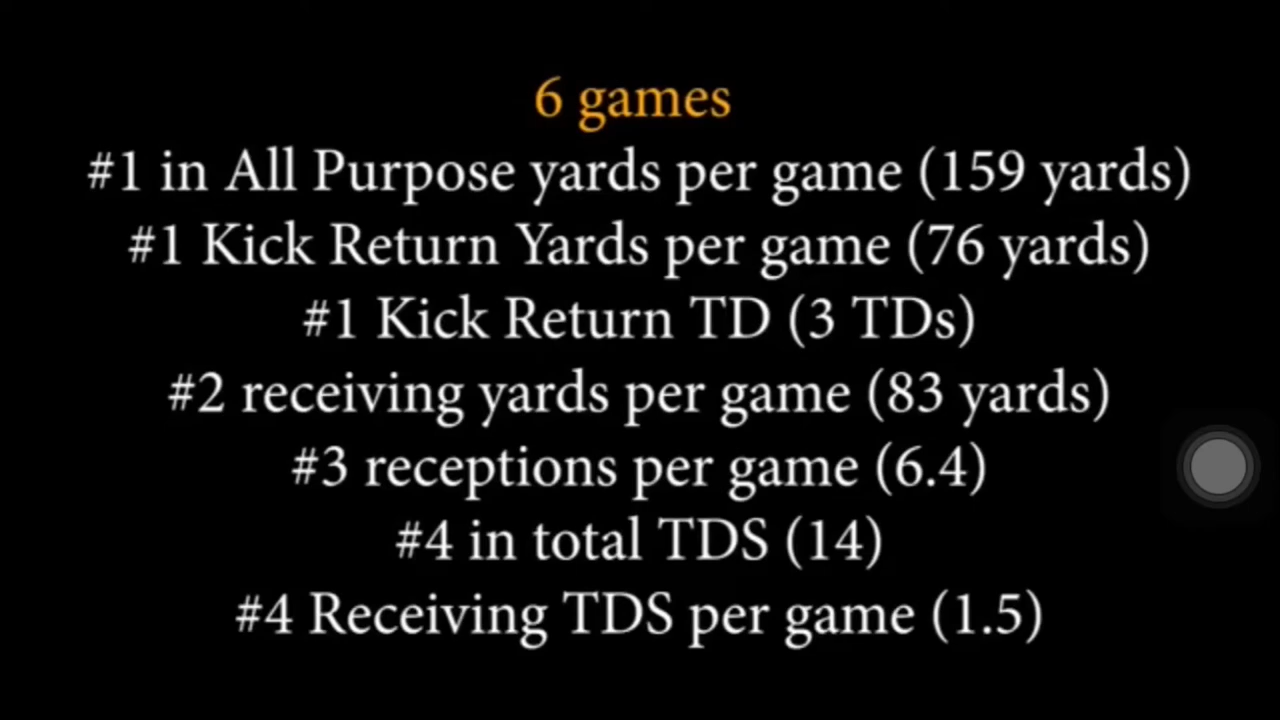 6 games
#1 in All Purpose yards per game (159 yards)
#1 Kick Return Yards per game (76 yards)
#1 Kick Return TD (3 TDs)
#2 receiving yards per game (83 yards)
#3 receptions per game (6.4)
#4 in total TDS (14)
#4 Receiving TDS per game (1.5)